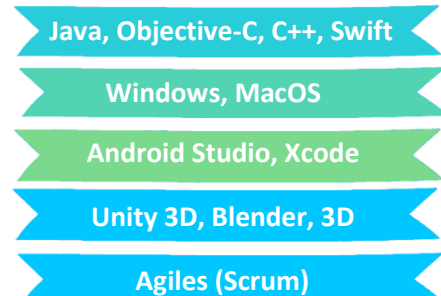 Java, Objective-C, C++, Swift
Windows, MacOS
Android Studio, Xcode
Unity 3D, Blender, 3D
Agiles (Scrum)